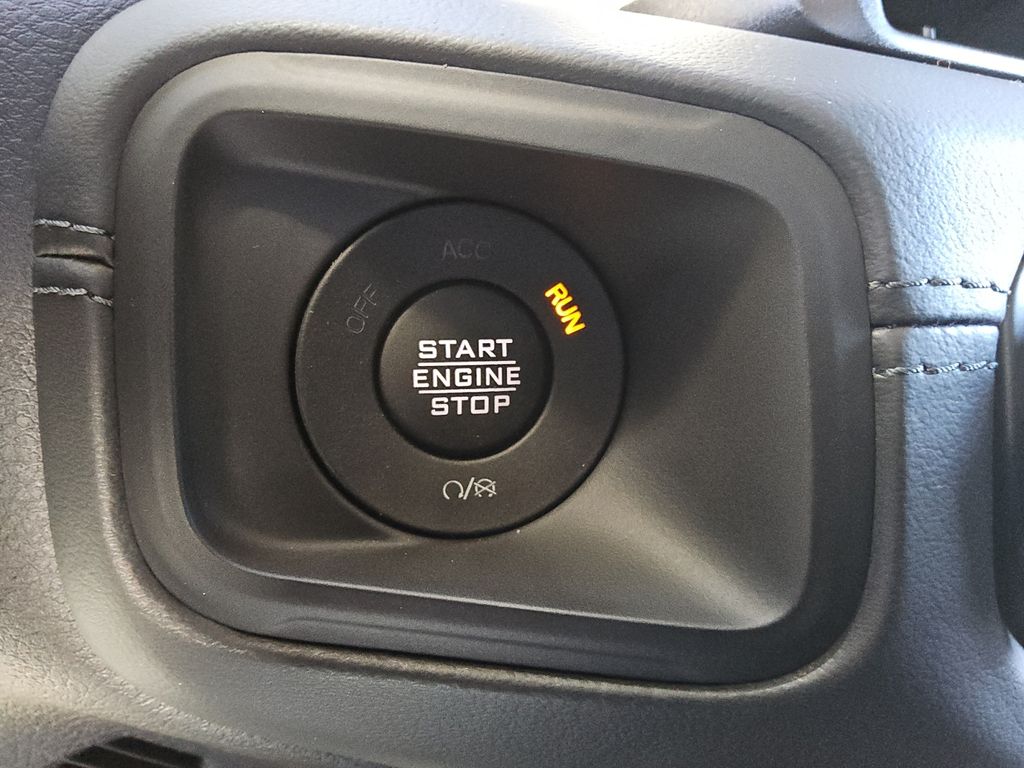 ACC
OFF
RUN
START
ENGINE
STOP